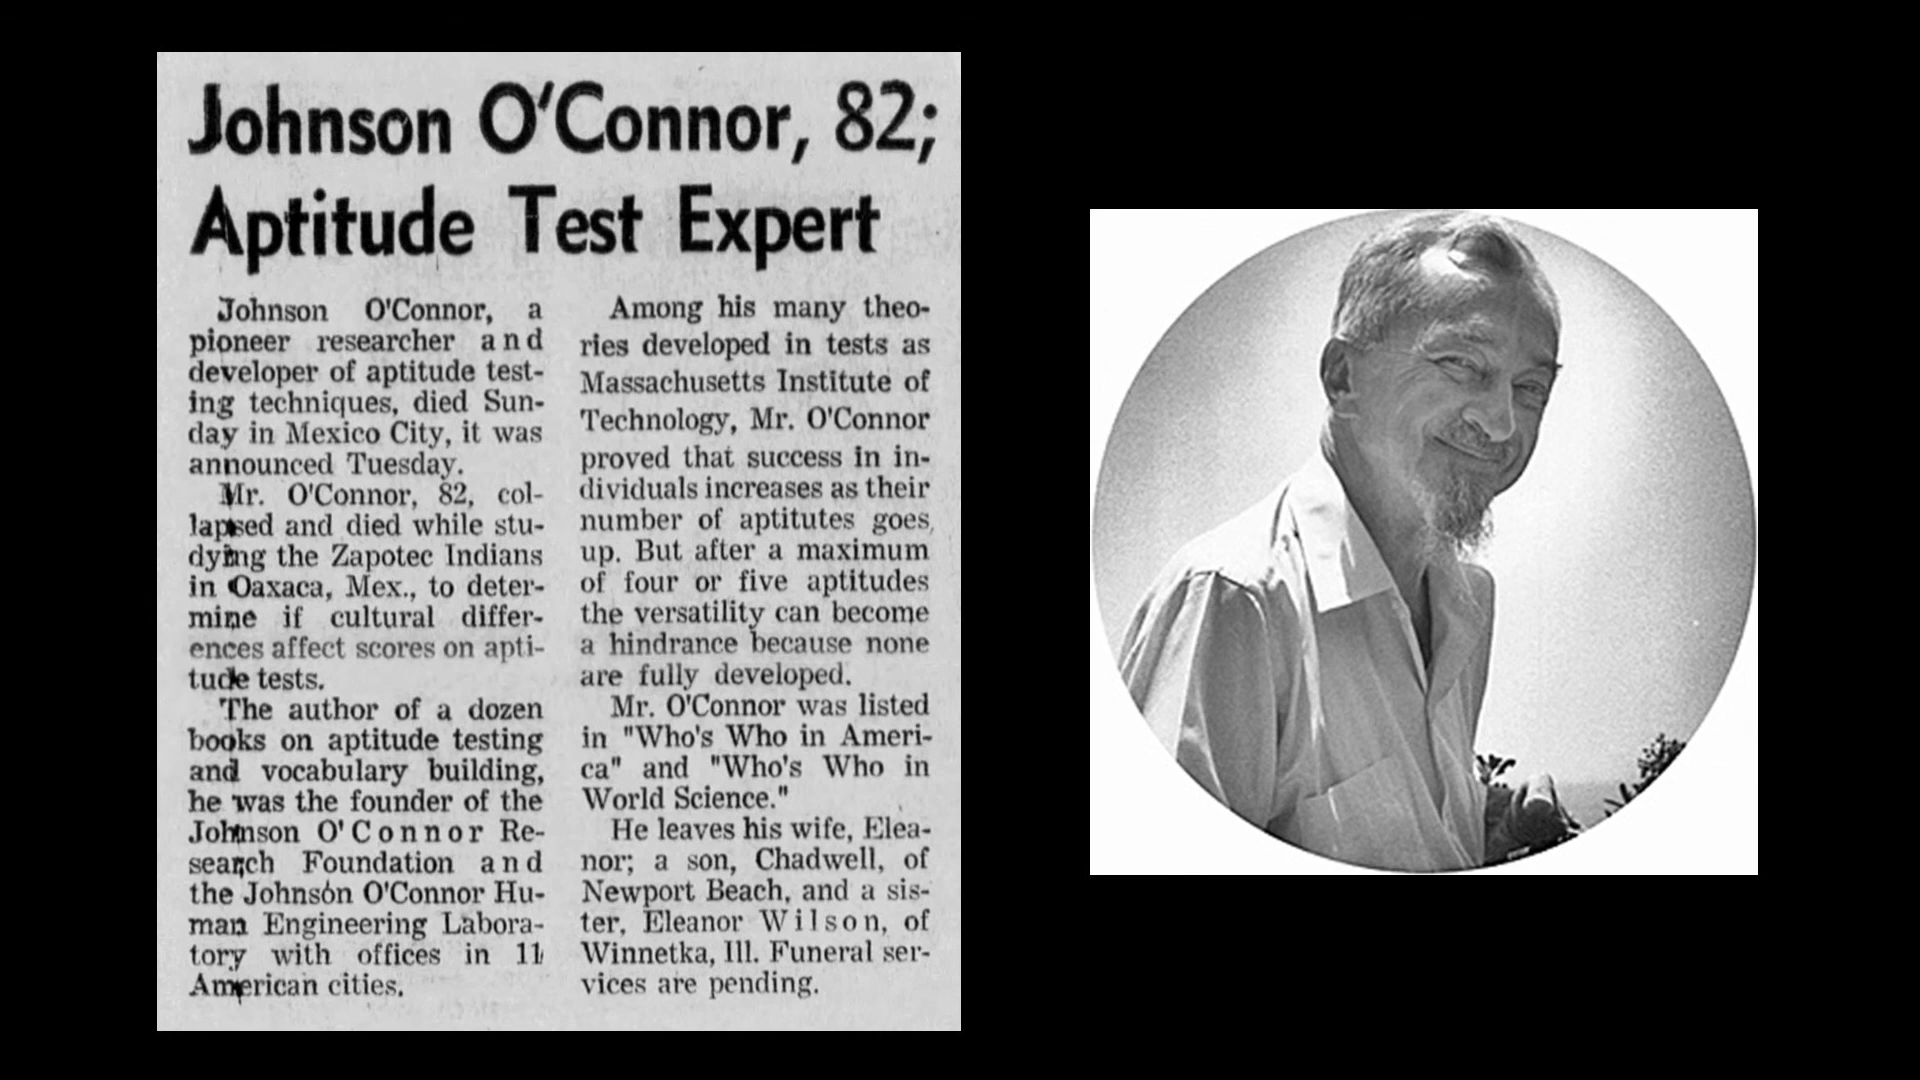 Johnson O'Connor, 82;
Aptitude Test Expert
Johnson O'Connor, a
pioneer researcher and
developer of aptitude test-
ing techniques, died Sun-
day in Mexico City, it was
announced Tuesday.
Mr. O'Connor, 82, col-
lapsed and died while stu-
dying the Zapotec Indians
in Oaxaca, Mex., to deter-
mine if cultural differ-
ences affect scores on apti-
tude tests.
The author of a dozen
books on aptitude testing
and vocabulary building,
he was the founder of the
Johnson O'Connor Re-
search Foundation and
the Johnson O'Connor Hu-
man Engineering Labora-
tory with offices in 11
American cities.
Among his many theo-
ries developed in tests as
Massachusetts Institute of
Technology, Mr. O'Connor
proved that success in in-
dividuals increases as their
number of aptitutes goes
up. But after a maximum
of four or five aptitudes
the versatility can become
a hindrance because none
are fully developed.
Mr. O'Connor was listed
in "Who's Who in Ameri-
ca" and "Who's Who in
World Science."
He leaves his wife, Elea-
nor; a son, Chadwell, of
Newport Beach, and a sis-
ter, Eleanor Wilson, of
Winnetka, Ill. Funeral ser-
vices are pending.